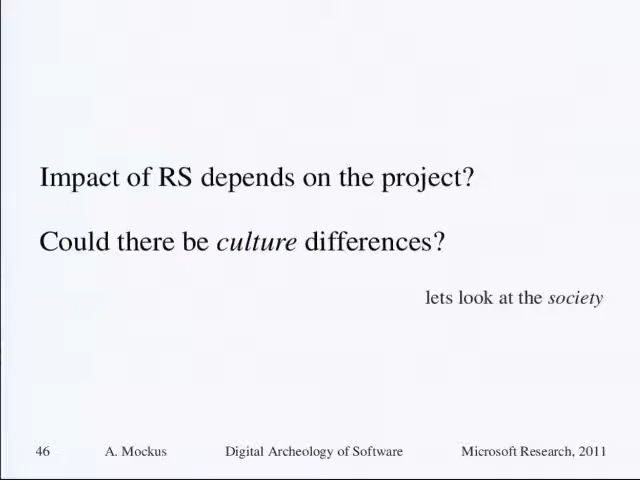 Impact of RS depends on the project?
Could there be culture differences?
lets look at the society
46 A. Mockus Digital Archeology of Software Microsoft Research, 2011